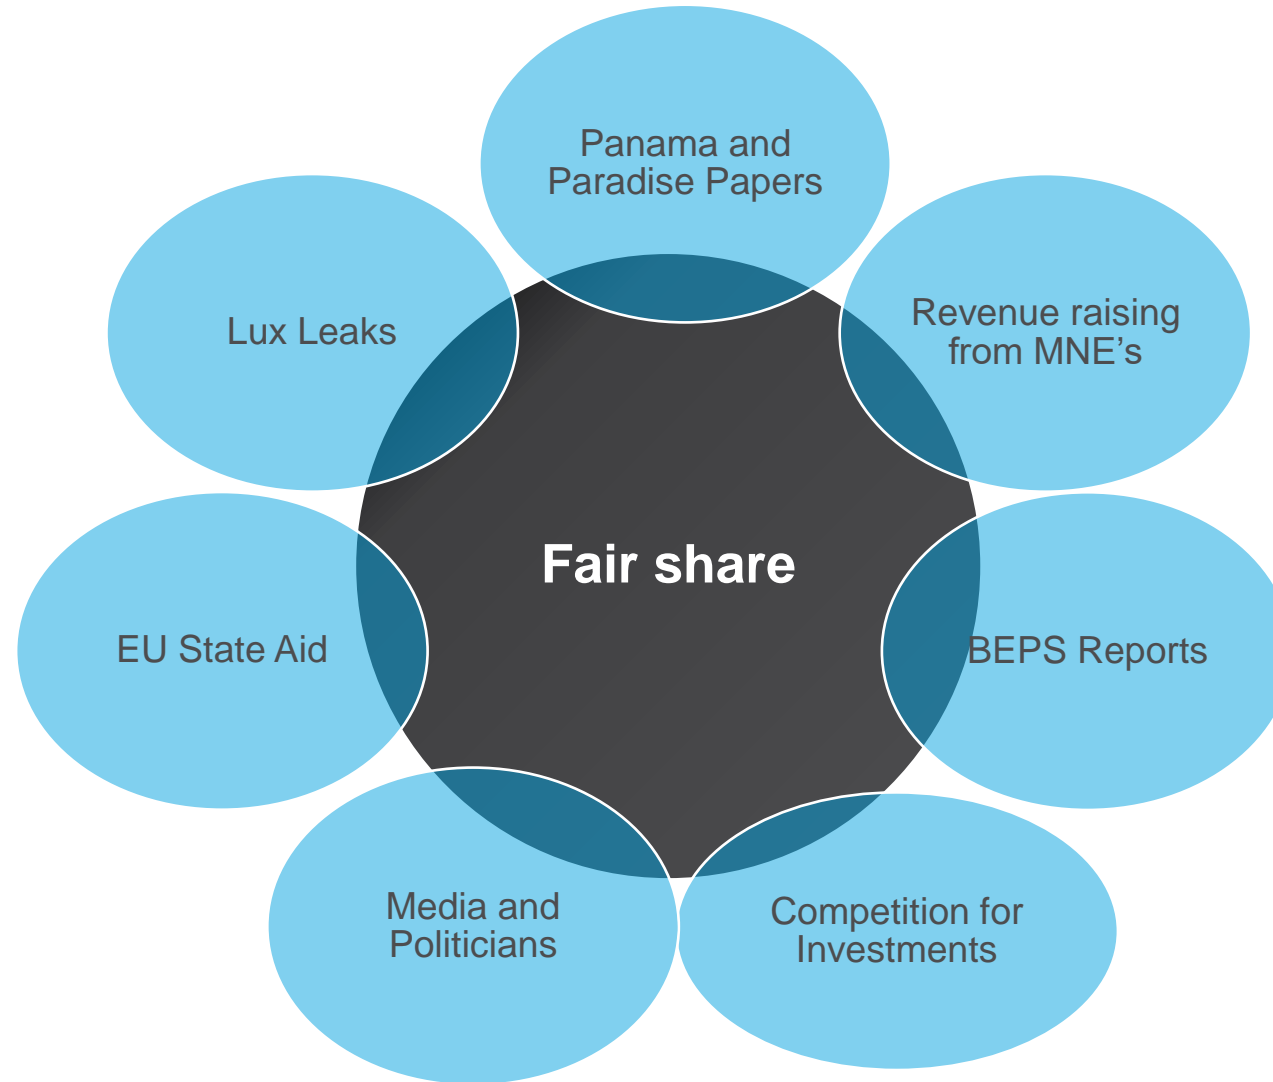 Panama and
Paradise Papers
Lux Leaks
Revenue raising
from MNE’s
Fair share
EU State Aid
BEPS Reports
Media and
Politicians
Competition for
Investments